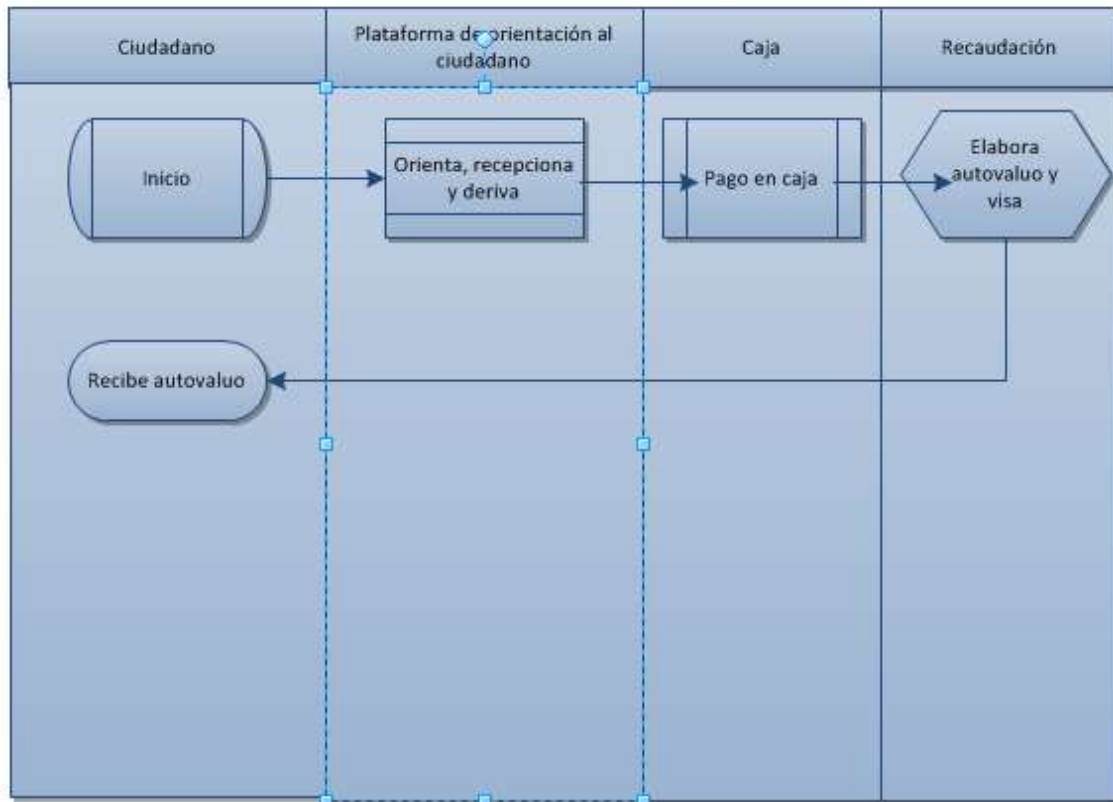 Ciudadano
Plataforma de orientación al
ciudadano
Caja
Recaudación
Inicio
Orienta, recepciona
y deriva
Pago en caja
Elabora
autovaluo y
visa
Recibe autovaluo